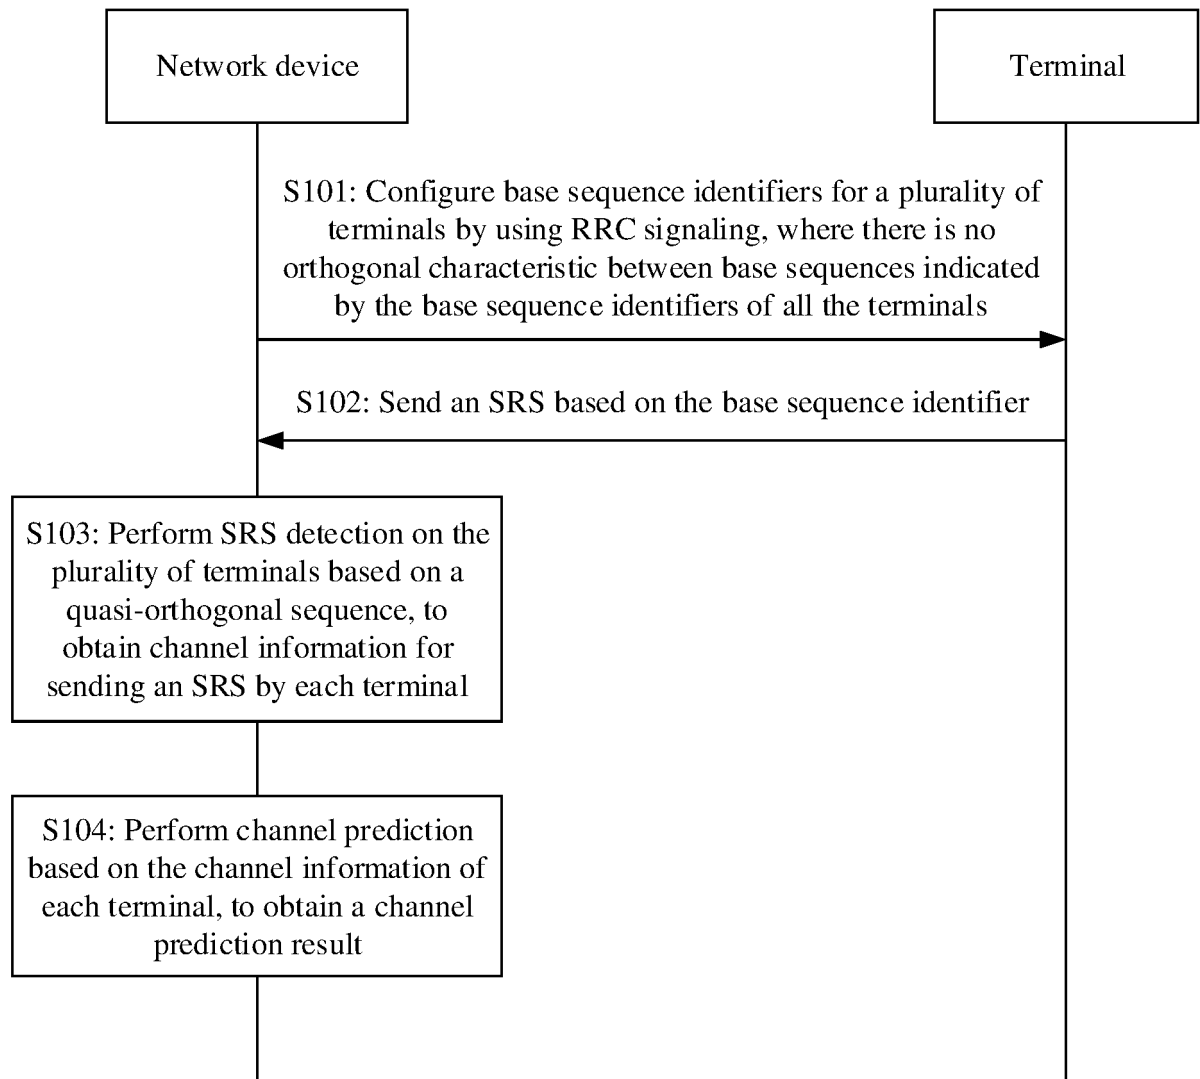 Network device
Terminal
S101: Configure base sequence identifiers for a plurality of
terminals by using RRC signaling, where there is no
orthogonal characteristic between base sequences indicated
by the base sequence identifiers of all the terminals
S102: Send an SRS based on the base sequence identifier
S103: Perform SRS detection on the
plurality of terminals based on a
quasi-orthogonal sequence, to
obtain channel information for
sending an SRS by each terminal
S104: Perform channel prediction
based on the channel information of
each terminal, to obtain a channel
prediction result